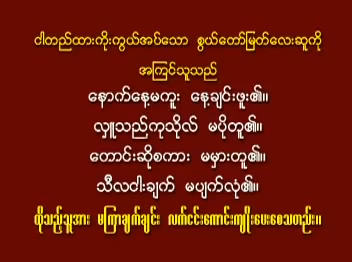 ငါတည်ထားကိုးကွယ်အပ်သော စွယ်တော်မြတ်လေးဆူကို
အကြင်သူသည်
နောက်နေ့မကူး နေ့ချင်းဖူး၏။
လှူသည်ကုသိုလ် မပိုတူ၏။
တောင်းဆိုစကား မမှားတူ၏။
သီလငါးချက် မပျက်လုံ၏။
ထိုသည့်သူအား မကြာချက်ချင်း လက်ငင်းကောင်းကျိုးပေးစေသတည်း။